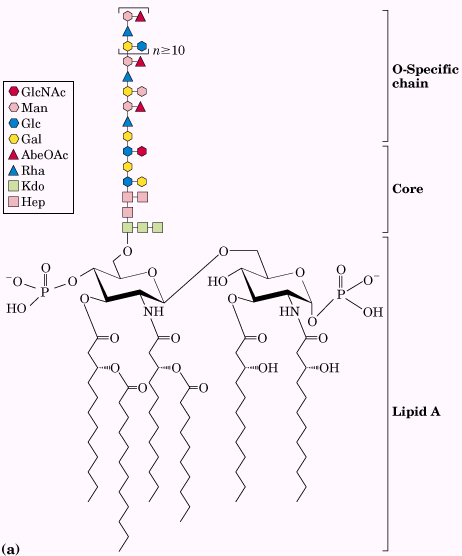 n≥10
O-Specific
chain
GlcNAc
Man
Glc
Gal
AbeOAc
Rha
Kdo
Hep
Core
O
O
O
⁻O
P
O
HO
O
O
HO
O
O
P
O⁻
OH
O
O
NH
O
HN
O
O
O
O
O
O
O
OH
OH
O
O
Lipid A
(a)